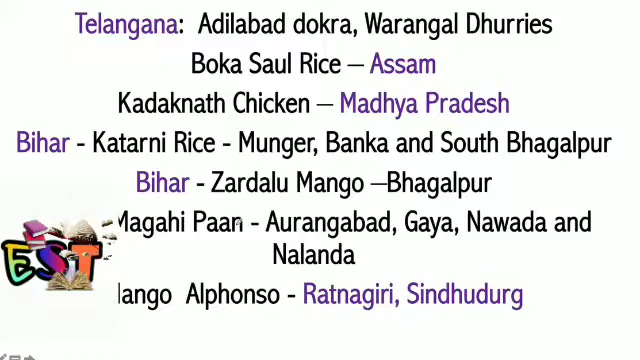 Telangana:  Adilabad dokra, Warangal Dhurries
Boka Saul Rice – Assam
Kadaknath Chicken – Madhya Pradesh
Bihar - Katarni Rice - Munger, Banka and South Bhagalpur
Bihar - Zardalu Mango –Bhagalpur
Magahi Paan - Aurangabad, Gaya, Nawada and
Nalanda
EST
Alphonso - Ratnagiri, Sindhudurg